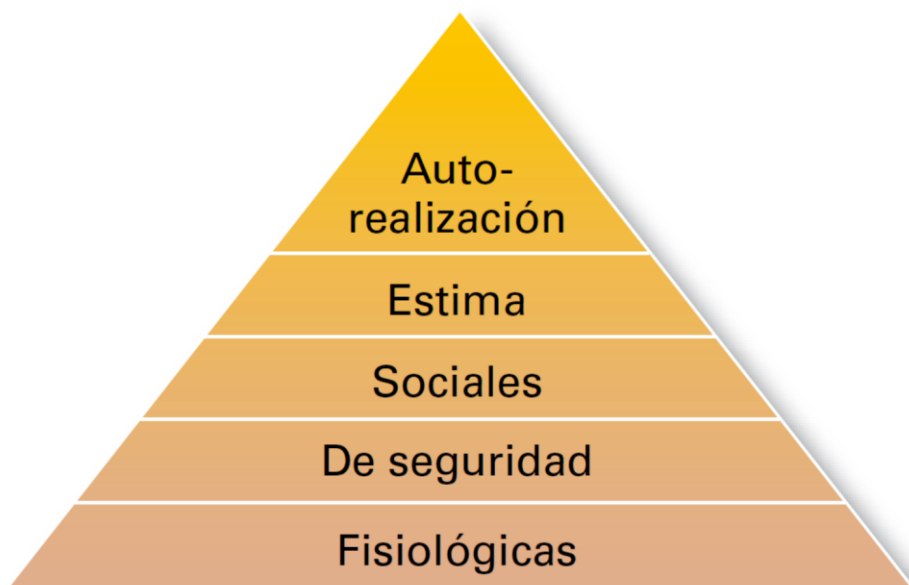 Auto-
realización
Estima
Sociales
De seguridad
Fisiológicas